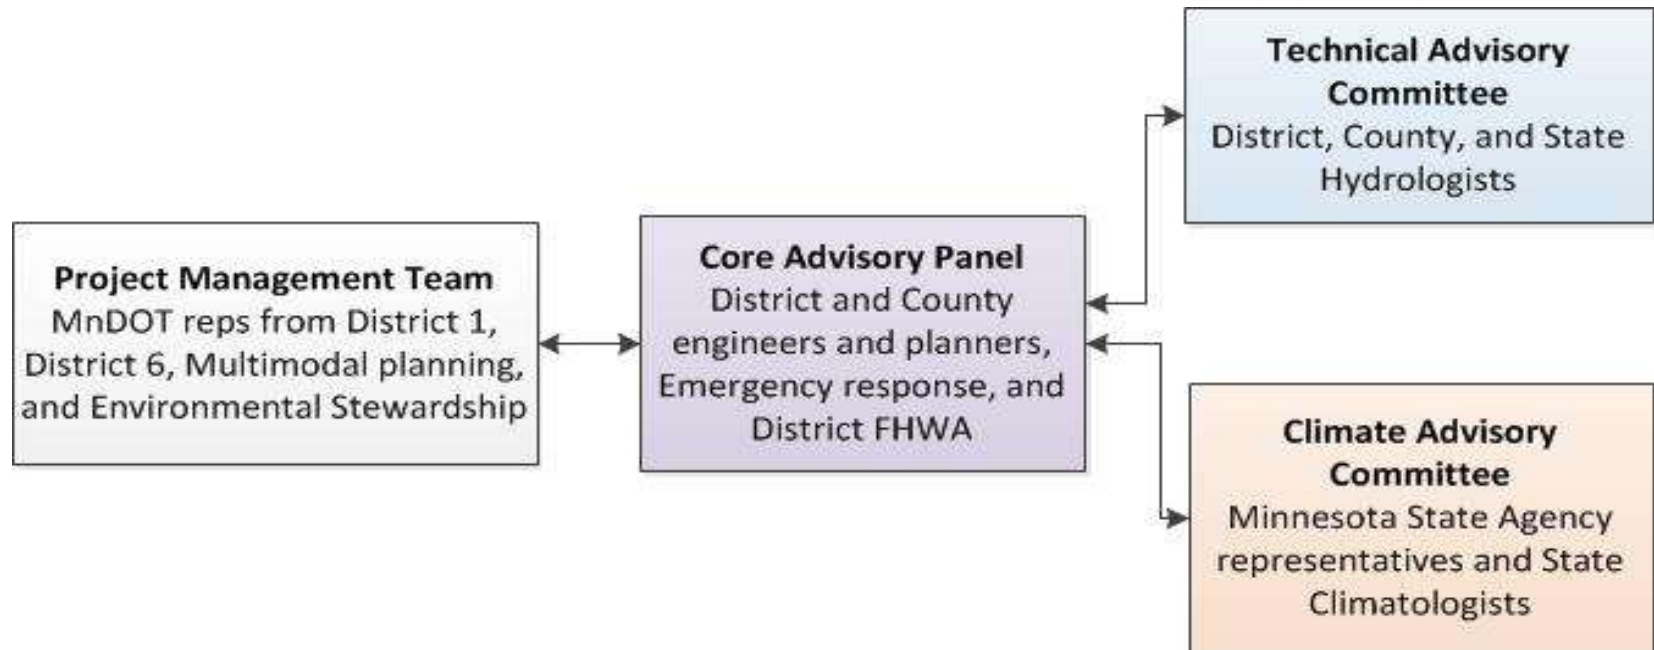 Project Management Team
MnDOT reps from District 1,
District 6, Multimodal planning,
and Environmental Stewardship
Core Advisory Panel
District and County
engineers and planners,
Emergency response, and
District FHWA
Technical Advisory
Committee
District, County, and State
Hydrologists
Climate Advisory
Committee
Minnesota State Agency
representatives and State
Climatologists